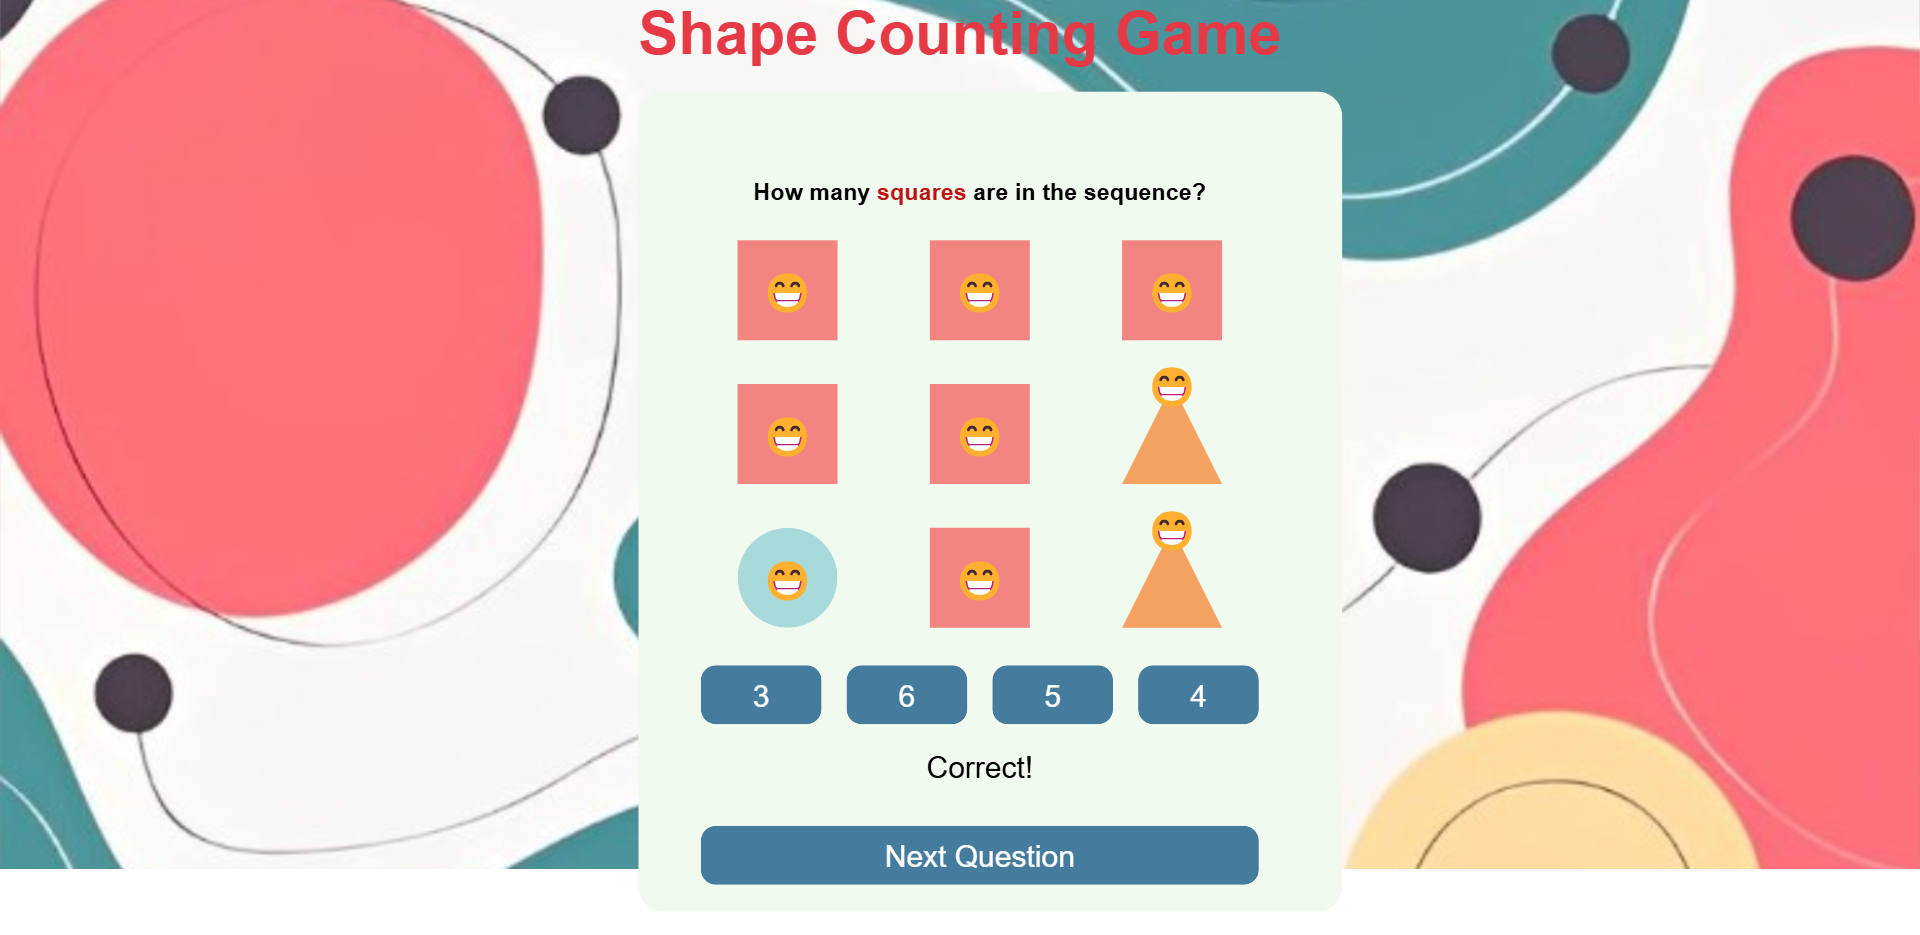 Shape Counting Game
How many squares are in the sequence?
3 6 5 4
Correct!
Next Question